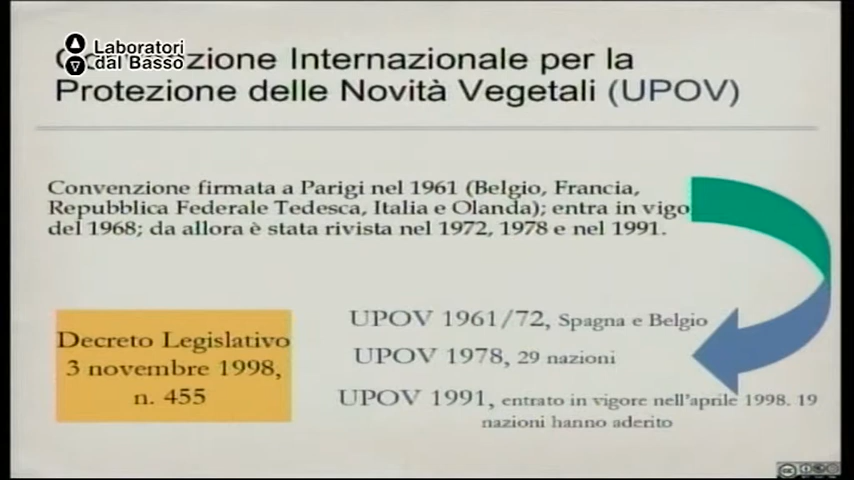 Laboratori
dal Basso
zione Internazionale per la
Protezione delle Novità Vegetali (UPOV)
Convenzione firmata a Parigi nel 1961 (Belgio, Francia,
Repubblica Federale Tedesca, Italia e Olanda); entra in vigo
del 1968; da allora è stata rivista nel 1972, 1978 e nel 1991.
Decreto Legislativo
3 novembre 1998,
n. 455
UPOV 1961/72, Spagna e Belgio
UPOV 1978, 29 nazioni
UPOV 1991, entrato in vigore nell'aprile 1998. 19
nazioni hanno aderito